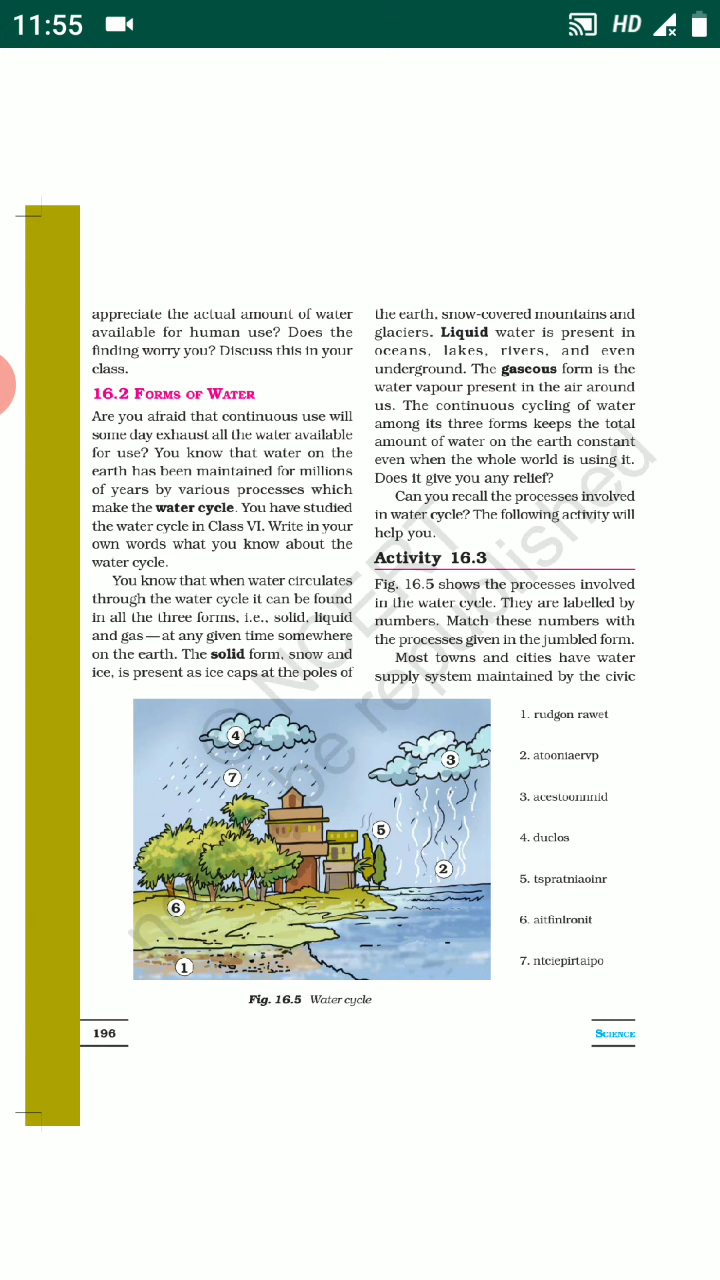 11:55
HD
appreciate the actual amount of water
available for human use? Does the
finding worry you? Discuss this in your
class.
16.2 FORMS OF WATER
Are you afraid that continuous use will
some day exhaust all the water available
for use? You know that water on the
earth has been maintained for millions
of years by various processes which
make the water cycle. You have studied
the water cycle in Class VI. Write in your
own words what you know about the
water cycle.
You know that when water circulates
through the water cycle it can be found
in all the three forms, i.e., solid, liquid
and gas — at any given time somewhere
on the earth. The solid form, snow and
ice, is present as ice caps at the poles of
the earth, snow-covered mountains and
glaciers. Liquid water is present in
oceans, lakes, rivers, and even
underground. The gaseous form is the
water vapour present in the air around
us. The continuous cycling of water
among its three forms keeps the total
amount of water on the earth constant
even when the whole world is using it.
Does it give you any relief?
Can you recall the processes involved
in water cycle? The following activity will
help you.
Activity 16.3
Fig. 16.5 shows the processes involved
in the water cycle. They are labelled by
numbers. Match these numbers with
the processes given in the jumbled form.
Most towns and cities have water
supply system maintained by the civic
4
3
7
5
2
6
1
1. rudgon rawet
2. atooniaervp
3. acestoonnnid
4. duclos
5. tspratniaoinr
6. aitfinlronit
7. ntciepirtaipo
Fig. 16.5 Water cycle
196
SCIENCE
© NCERT
not be republished